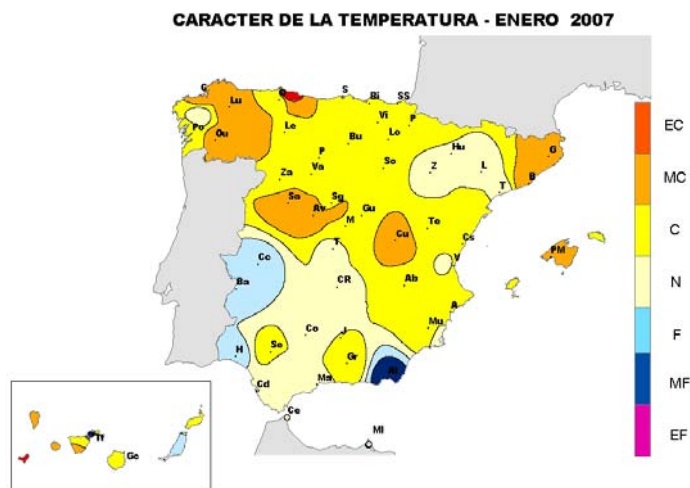 CARACTER DE LA TEMPERATURA - ENERO 2007
C O S Bi SS
Lu Vi P
Po Ou Le Bu Lo Hu G
P So Z L B
Za Va T
Sa Av Sg Gu Te
M Cu Cs PM
T V
Cc
Ba CR Ab
A
Co J Mu
H Se Gr Al
Cd Ma
Ce
Ml
Tf Gc
EC
MC
C
N
F
MF
EF